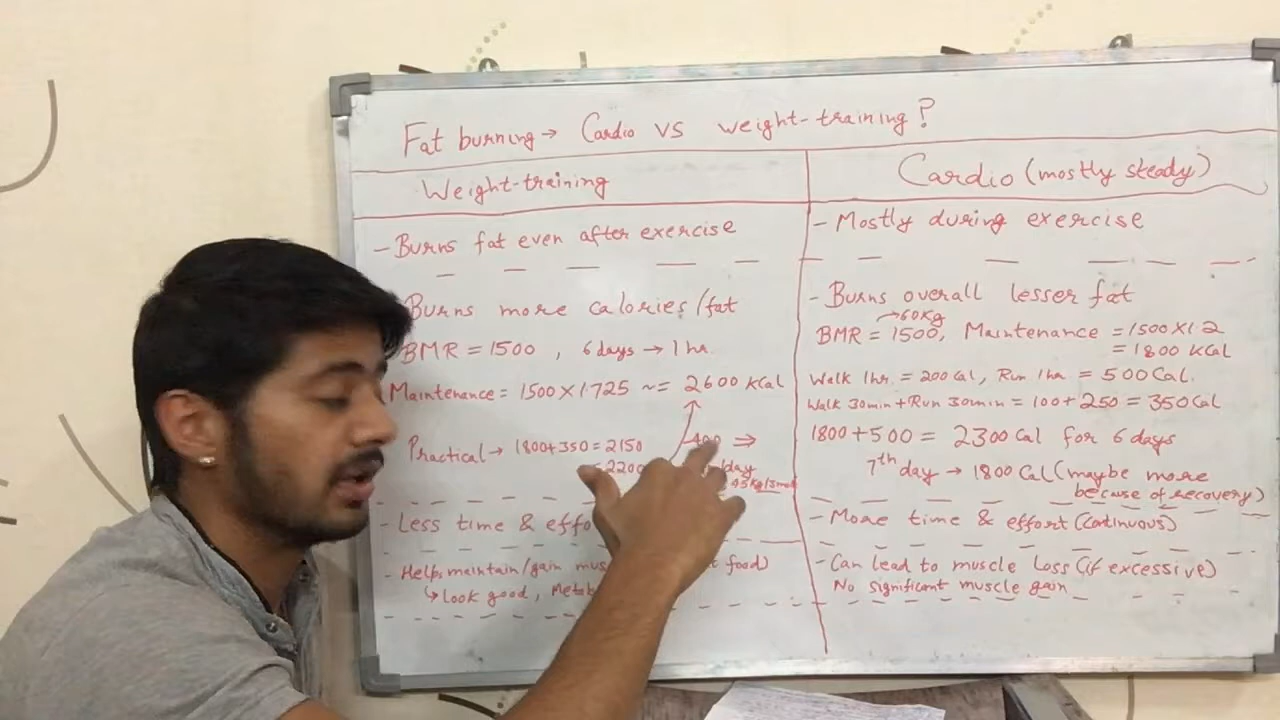 Fat burning → Cardio vs weight-training?
Weight-training
- Burns fat even after exercise
Burns more calories/fat
BMR = 1500 , 6 days → 1 hr.
Maintenance = 1500 X 1.725 ~= 2600 KCal
Practical → 1800+350 = 2150
2200
400 ⇒
day
- Less time &
- Helps maintain/gain food)
↳ Look good,
Cardio (mostly steady)
- Mostly during exercise
- Burns overall lesser fat
→60Kg
BMR = 1500, Maintenance = 1500 X 1.2
= 1800 KCal
Walk 1hr. = 200 Cal, Run 1hr = 500 Cal.
Walk 30min + Run 30min = 100 + 250 = 350 Cal
1800 + 500 = 2300 Cal for 6 days
7th day → 1800 Cal (maybe more
because of recovery)
- More time & effort (Continuous)
- Can lead to muscle loss (if excessive)
No significant muscle gain